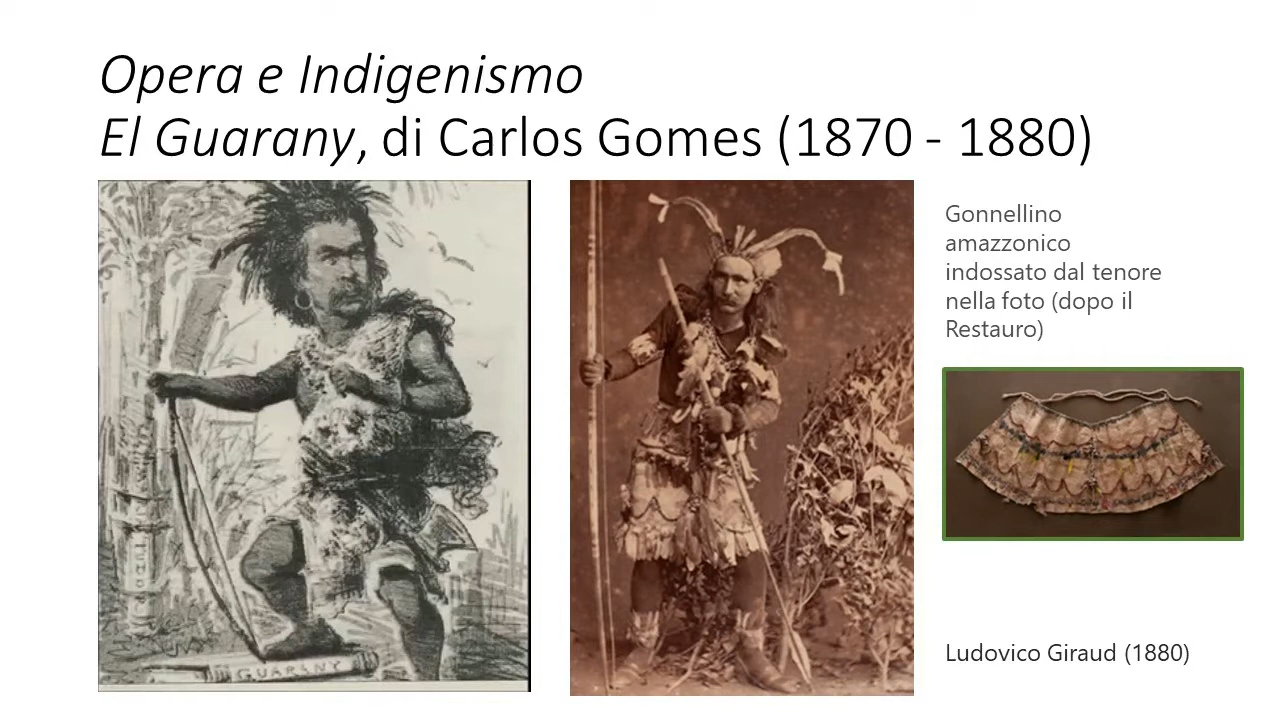 Opera e Indigenismo
El Guarany, di Carlos Gomes (1870 - 1880)
Gonnellino
amazzonico
indossato dal tenore
nella foto (dopo il
Restauro)
GUARANY
Ludovico Giraud (1880)